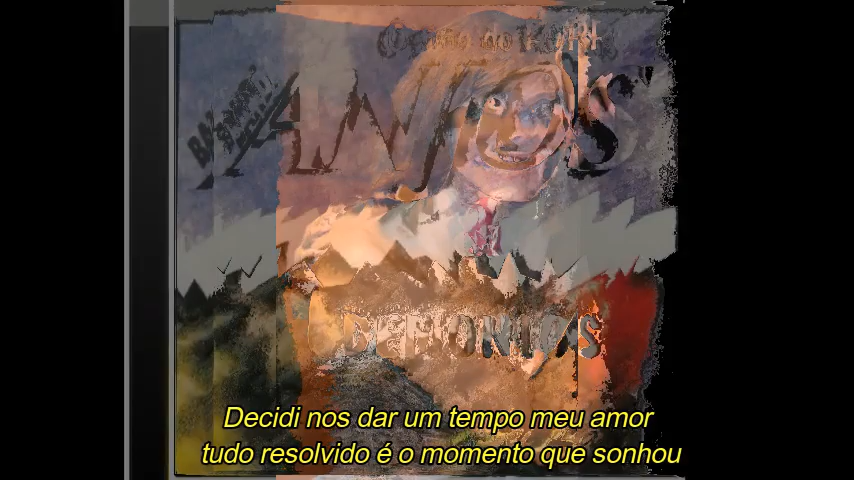 ANJOS
DEMONIOS
Decidi nos dar um tempo meu amor
tudo resolvido é o momento que sonhou